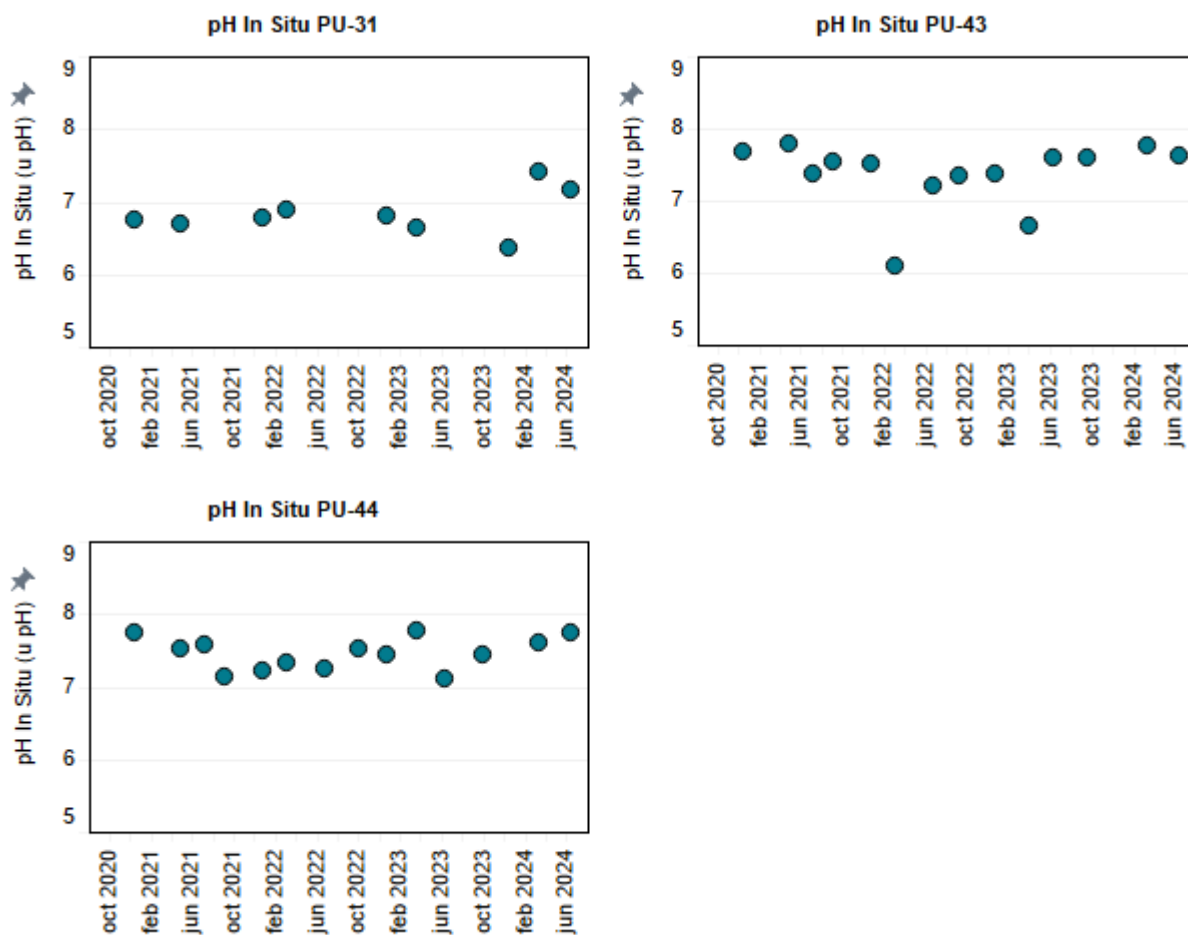 pH In Situ PU-31
pH In Situ (u pH)
9
8
7
6
5
oct 2020
feb 2021
jun 2021
oct 2021
feb 2022
jun 2022
oct 2022
feb 2023
jun 2023
oct 2023
feb 2024
jun 2024
pH In Situ PU-43
pH In Situ (u pH)
9
8
7
6
5
oct 2020
feb 2021
jun 2021
oct 2021
feb 2022
jun 2022
oct 2022
feb 2023
jun 2023
oct 2023
feb 2024
jun 2024
pH In Situ PU-44
pH In Situ (u pH)
9
8
7
6
5
oct 2020
feb 2021
jun 2021
oct 2021
feb 2022
jun 2022
oct 2022
feb 2023
jun 2023
oct 2023
feb 2024
jun 2024